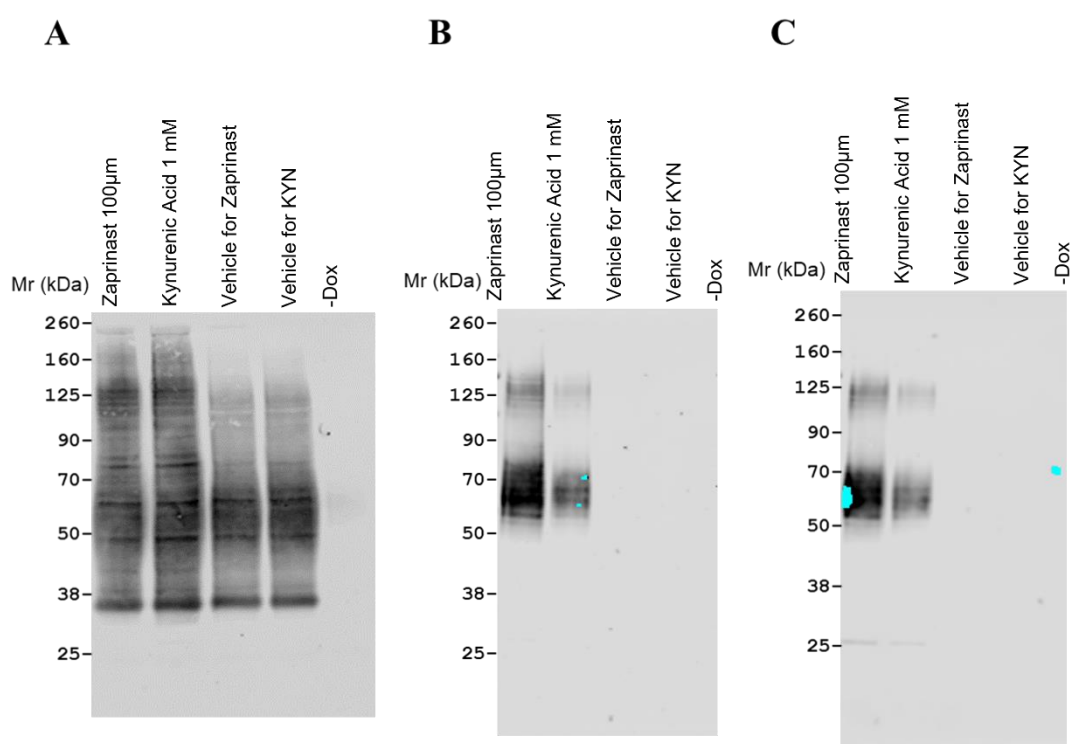 A
B
C
Zaprinast 100µm
Kynurenic Acid 1 mM
Vehicle for Zaprinast
Vehicle for KYN
-Dox
Mr (kDa)
260
160
125
90
70
50
38
25
Zaprinast 100µm
Kynurenic Acid 1 mM
Vehicle for Zaprinast
Vehicle for KYN
-Dox
Mr (kDa)
260
160
125
90
70
50
38
25
Zaprinast 100µm
Kynurenic Acid 1 mM
Vehicle for Zaprinast
Vehicle for KYN
-Dox
Mr (kDa)
260
160
125
90
70
50
38
25